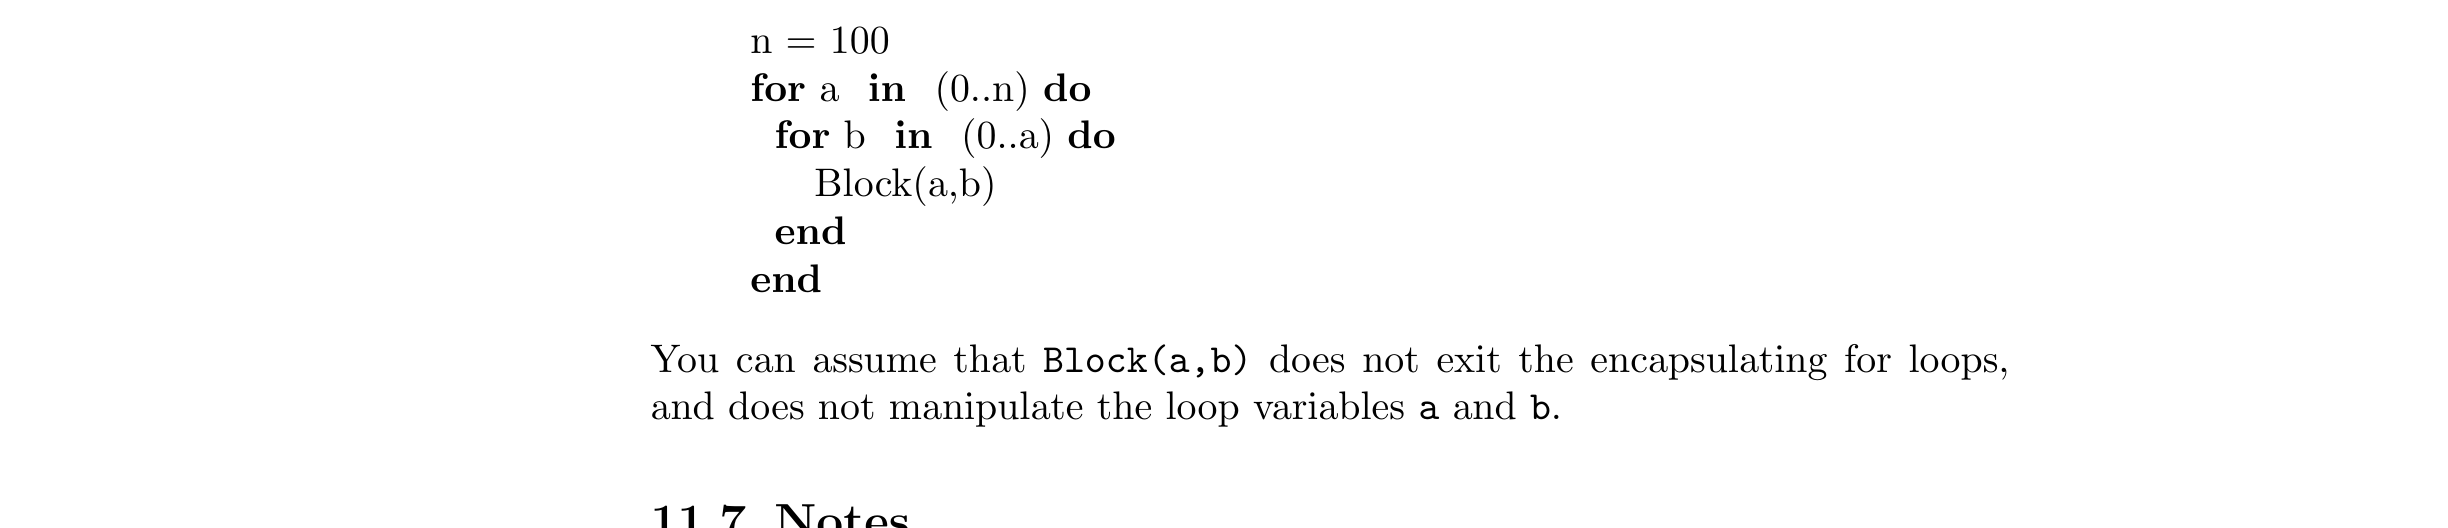 n = 100
for a in (0..n) do
for b in (0..a) do
Block(a,b)
end
end
You can assume that Block(a,b) does not exit the encapsulating for loops,
and does not manipulate the loop variables a and b.
11.7 Notes